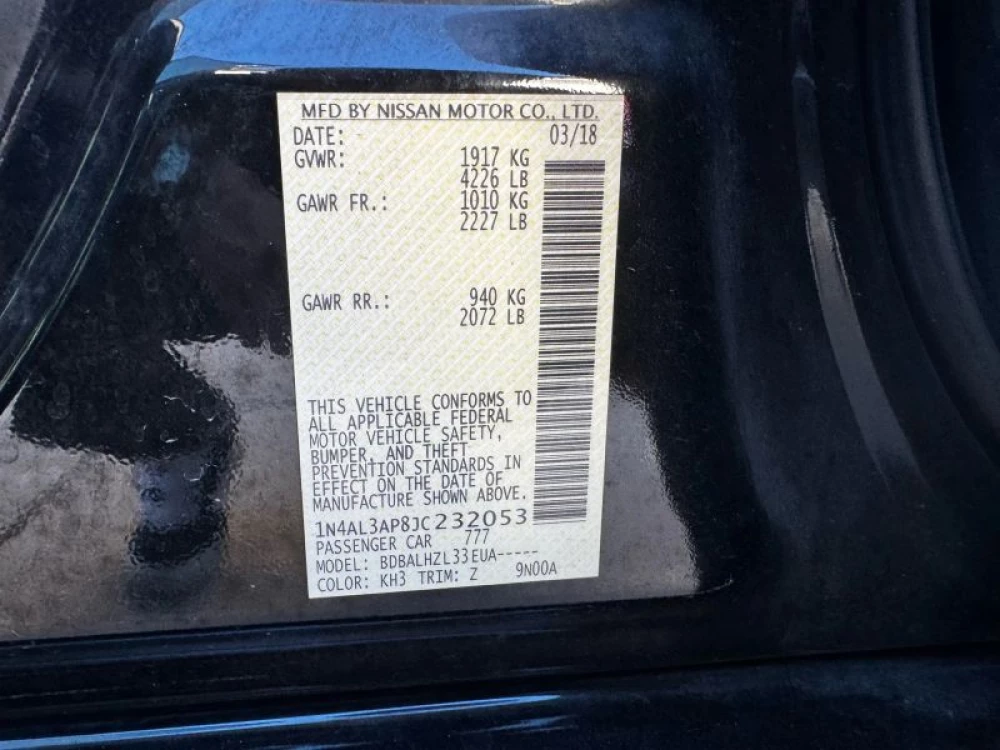 MFD BY NISSAN MOTOR CO., LTD.
DATE: 03/18
GVWR: 1917 KG
4226 LB
GAWR FR.: 1010 KG
2227 LB
GAWR RR.: 940 KG
2072 LB
THIS VEHICLE CONFORMS TO
ALL APPLICABLE FEDERAL
MOTOR VEHICLE SAFETY,
BUMPER, AND THEFT
PREVENTION STANDARDS IN
EFFECT ON THE DATE OF
MANUFACTURE SHOWN ABOVE.
1N4AL3AP8JC232053
PASSENGER CAR 777
MODEL: BDBALHZL33EUA-----
COLOR: KH3 TRIM: Z 9N00A